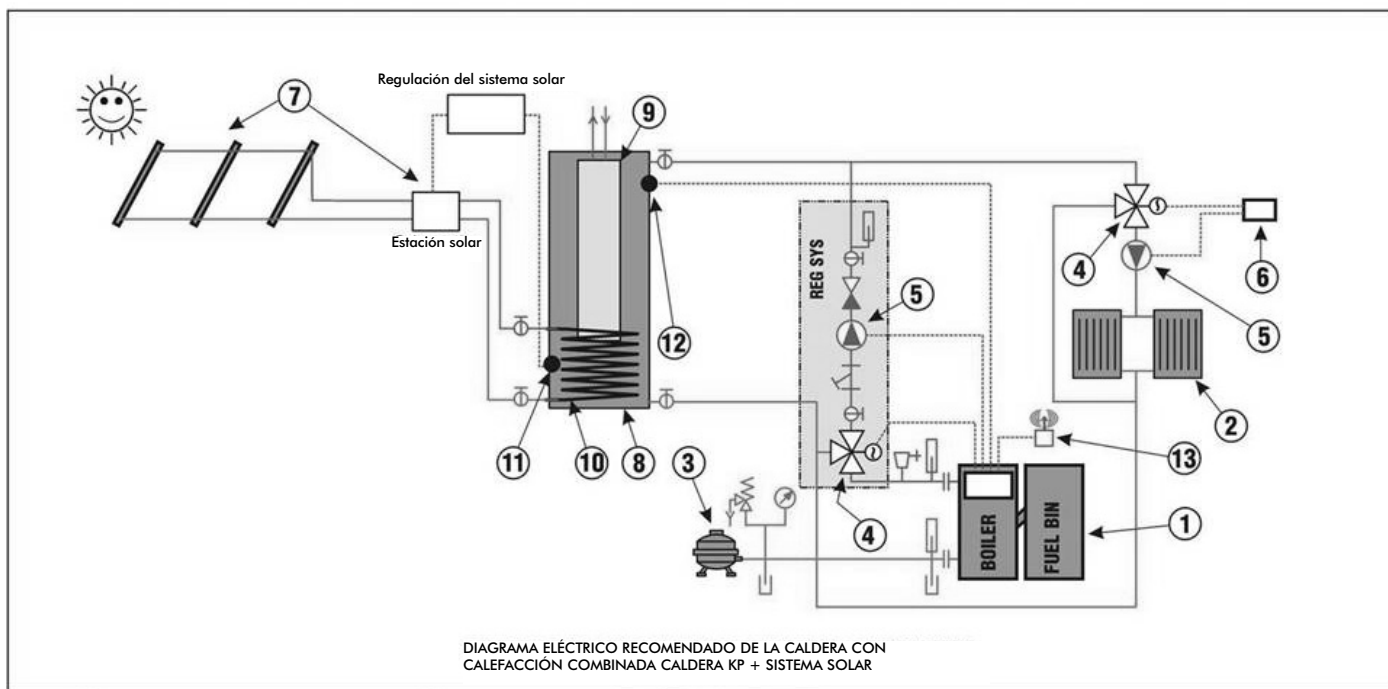 Regulación del sistema solar
7
9
Estación solar
12
11
10
8
3
REG SYS
5
4
4
6
5
2
13
1
BOILER
FUEL BIN
DIAGRAMA ELÉCTRICO RECOMENDADO DE LA CALDERA CON
CALEFACCIÓN COMBINADA CALDERA KP + SISTEMA SOLAR